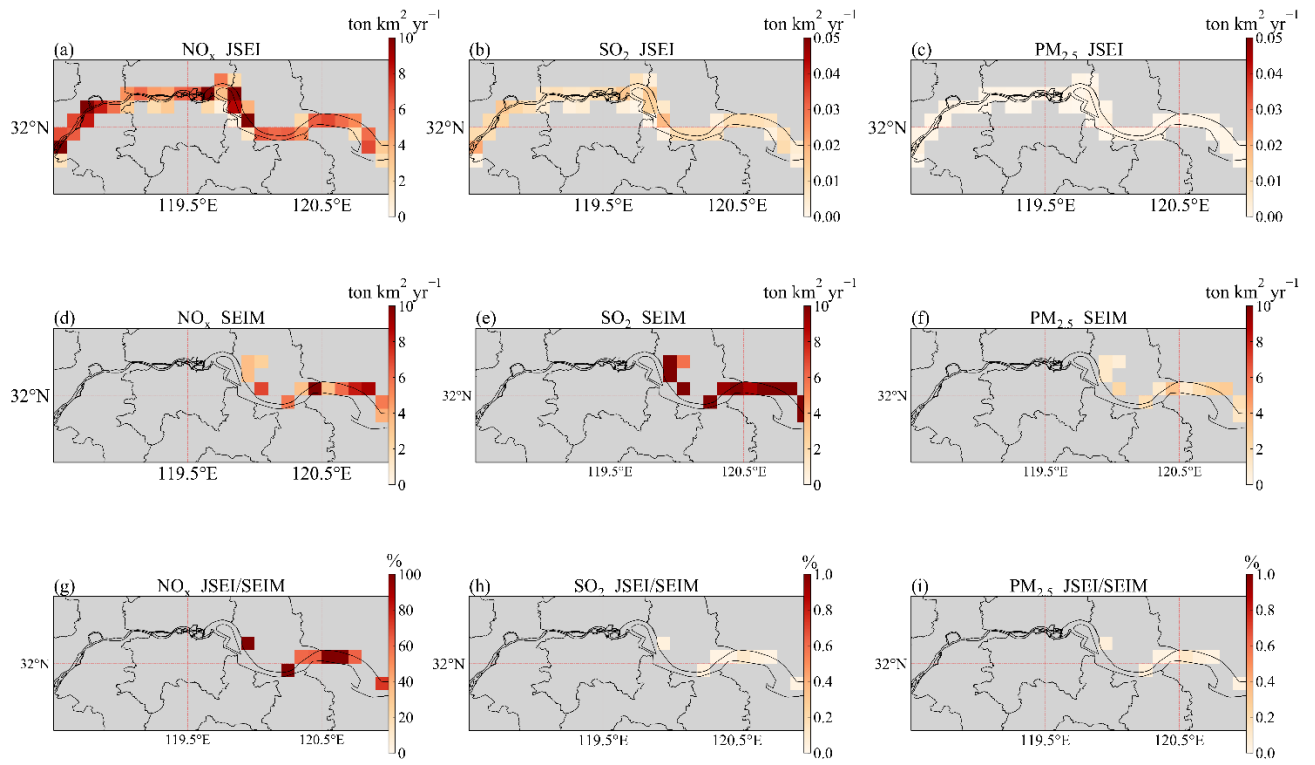 ton km² yr⁻¹
(a) NOₓ JSEI
10
8
6
4
2
0
32°N
119.5°E 120.5°E
ton km² yr⁻¹
(b) SO₂ JSEI
0.05
0.04
0.03
0.02
0.01
0.00
32°N
119.5°E 120.5°E
ton km² yr⁻¹
(c) PM₂.₅ JSEI
0.05
0.04
0.03
0.02
0.01
0.00
32°N
119.5°E 120.5°E
ton km² yr⁻¹
(d) NOₓ SEIM
10
8
6
4
2
0
32°N
119.5°E 120.5°E
ton km² yr⁻¹
(e) SO₂ SEIM
10
8
6
4
2
0
32°N
119.5°E 120.5°E
ton km² yr⁻¹
(f) PM₂.₅ SEIM
10
8
6
4
2
0
32°N
119.5°E 120.5°E
%
(g) NOₓ JSEI/SEIM
100
80
60
40
20
0
32°N
119.5°E 120.5°E
%
(h) SO₂ JSEI/SEIM
1.0
0.8
0.6
0.4
0.2
0.0
32°N
119.5°E 120.5°E
%
(i) PM₂.₅ JSEI/SEIM
1.0
0.8
0.6
0.4
0.2
0.0
32°N
119.5°E 120.5°E